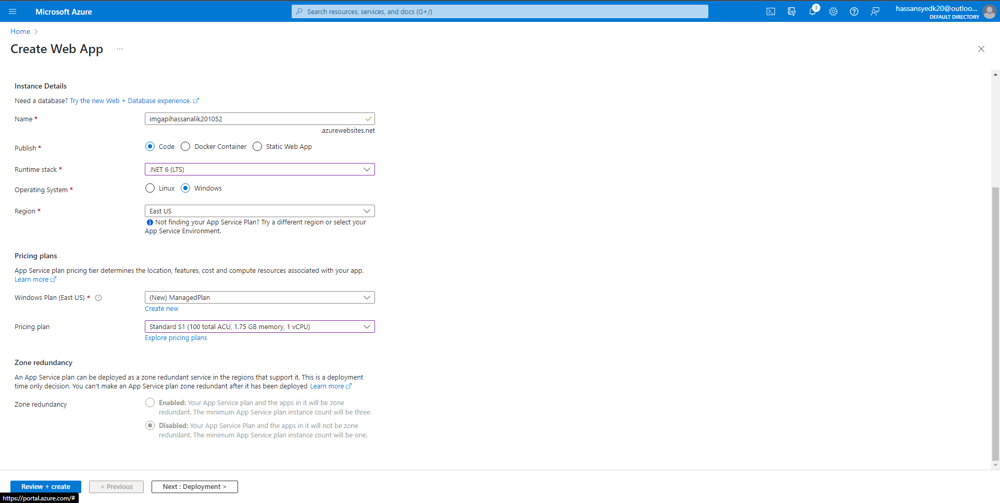 Microsoft Azure
Search resources, services, and docs (G+/)
3
hassansyedk20@outloo...
DEFAULT DIRECTORY
Home >
Create Web App ...
Instance Details
Need a database? Try the new Web + Database experience.
Name *
imgapihassanalik201052
.azurewebsites.net
Publish *
Code
Docker Container
Static Web App
Runtime stack *
.NET 6 (LTS)
Operating System *
Linux
Windows
Region *
East US
Not finding your App Service Plan? Try a different region or select your
App Service Environment.
Pricing plans
App Service plan pricing tier determines the location, features, cost and compute resources associated with your app.
Learn more
Windows Plan (East US) *
(New) ManagedPlan
Create new
Pricing plan
Standard S1 (100 total ACU, 1.75 GB memory, 1 vCPU)
Explore pricing plans
Zone redundancy
An App Service plan can be deployed as a zone redundant service in the regions that support it. This is a deployment
time only decision. You can't make an App Service plan zone redundant after it has been deployed Learn more
Zone redundancy
Enabled: Your App Service plan and the apps in it will be zone
redundant. The minimum App Service plan instance count will be three.
Disabled: Your App Service Plan and the apps in it will not be zone
redundant. The minimum App Service plan instance count will be one.
Review + create
< Previous
Next : Deployment >
https://portal.azure.com/#